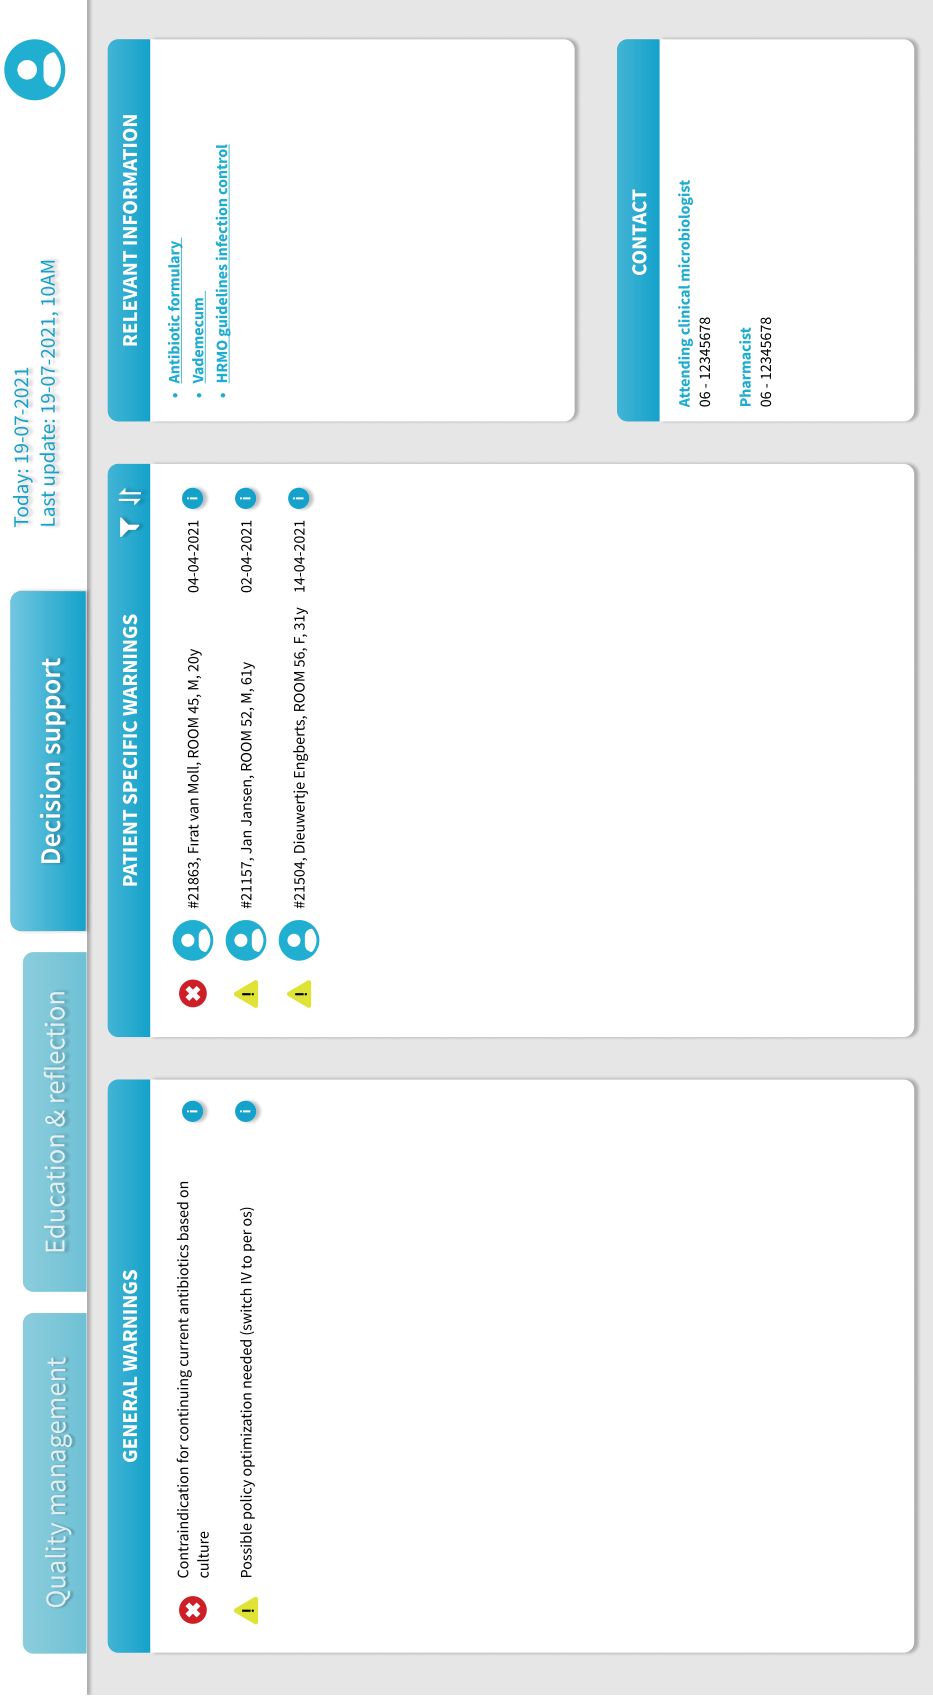 Quality management
Education & reflection
Decision support
Today: 19-07-2021
Last update: 19-07-2021, 10AM
GENERAL WARNINGS
Contraindication for continuing current antibiotics based on
culture
Possible policy optimization needed (switch IV to per os)
PATIENT SPECIFIC WARNINGS
#21863, Fırat van Moll, ROOM 45, M, 20y 04-04-2021
#21157, Jan Jansen, ROOM 52, M, 61y 02-04-2021
#21504, Dieuwertje Engberts, ROOM 56, F, 31y 14-04-2021
RELEVANT INFORMATION
• Antibiotic formulary
• Vademecum
• HRMO guidelines infection control
CONTACT
Attending clinical microbiologist
06 - 12345678
Pharmacist
06 - 12345678